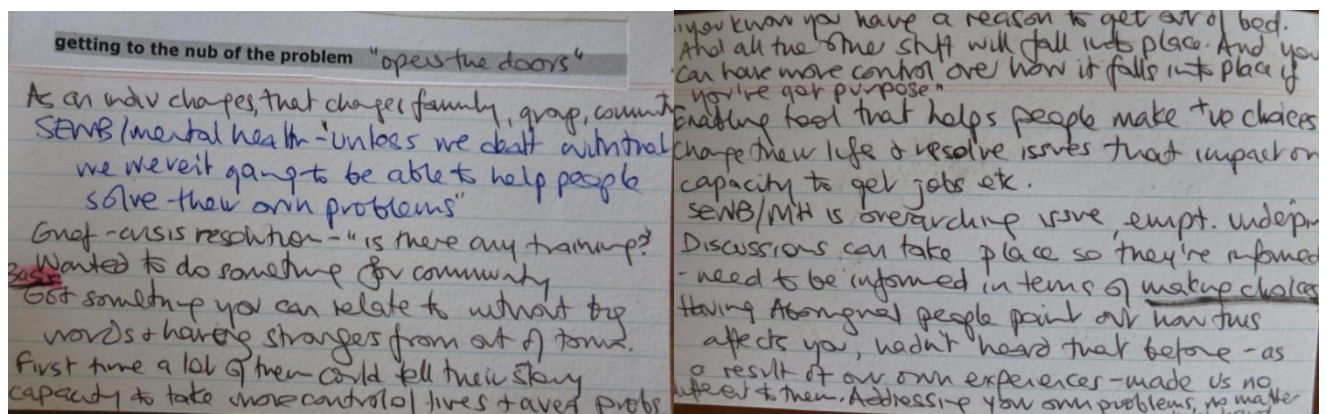 getting to the nub of the problem "opens the doors"
As an indiv changes, that changes family, group, communit
SEWB/mental health - "unless we dealt with that
we weren't going to be able to help people
solve their own problems"
Grief - crisis resolution - "is there any training?
Wanted to do something for community
Got something you can relate to without big
words + having strangers from out of town.
First time a lot of them could tell their story
capacity to take more control of lives + avert probs
you know you have a reason to get out of bed.
And all the other stuff will fall into place. And you
can have more control over how it falls into place if
you've got purpose"
Enabling tool that helps people make +ve choices
change their life & resolve issues that impact on
capacity to get jobs etc.
SEWB/MH is overarching issue, empt. underpin
Discussions can take place so they're informed
- need to be informed in terms of making choices
Having Aboriginal people point out how this
affects you, hadn't heard that before - as
a result of our own experiences - made us no
to them. Addressing your own problems, no matter